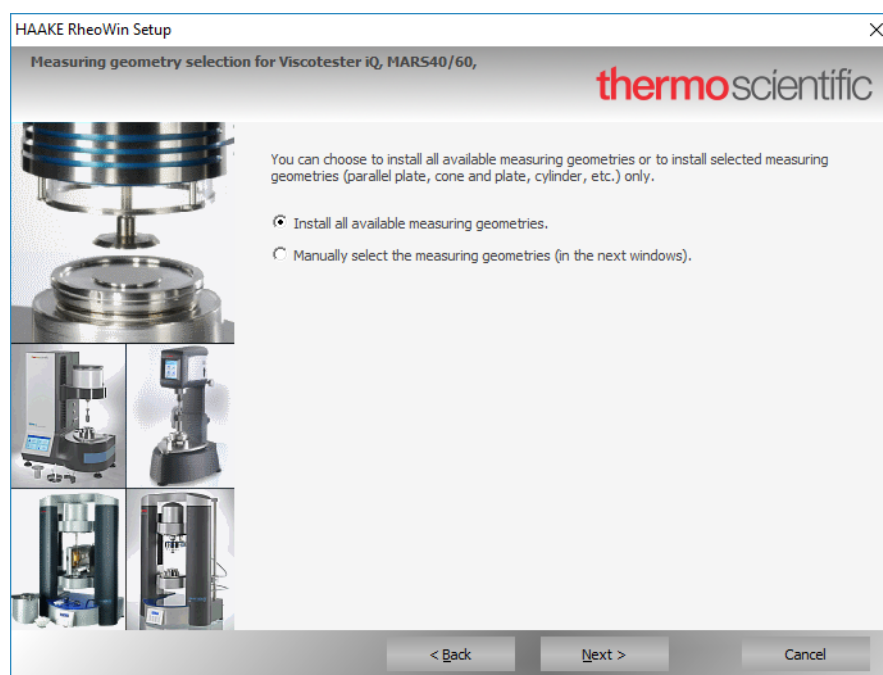 HAAKE RheoWin Setup
Measuring geometry selection for Viscotester iQ, MARS40/60,
thermoscientific
You can choose to install all available measuring geometries or to install selected measuring
geometries (parallel plate, cone and plate, cylinder, etc.) only.
Install all available measuring geometries.
Manually select the measuring geometries (in the next windows).
< Back
Next >
Cancel